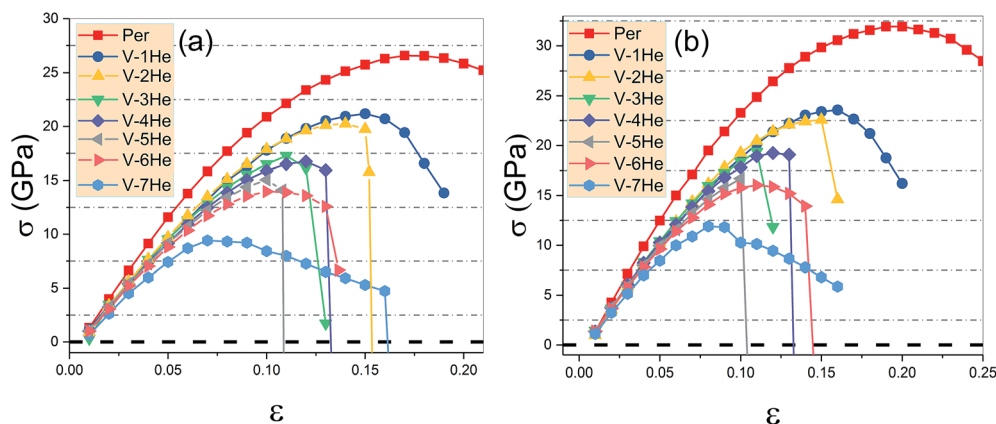 30
25
20
15
10
5
0
σ (GPa)
Per
V-1He
V-2He
V-3He
V-4He
V-5He
V-6He
V-7He
(a)
0.00 0.05 0.10 0.15 0.20
ε
30
25
20
15
10
5
0
σ (GPa)
Per
V-1He
V-2He
V-3He
V-4He
V-5He
V-6He
V-7He
(b)
0.00 0.05 0.10 0.15 0.20 0.25
ε